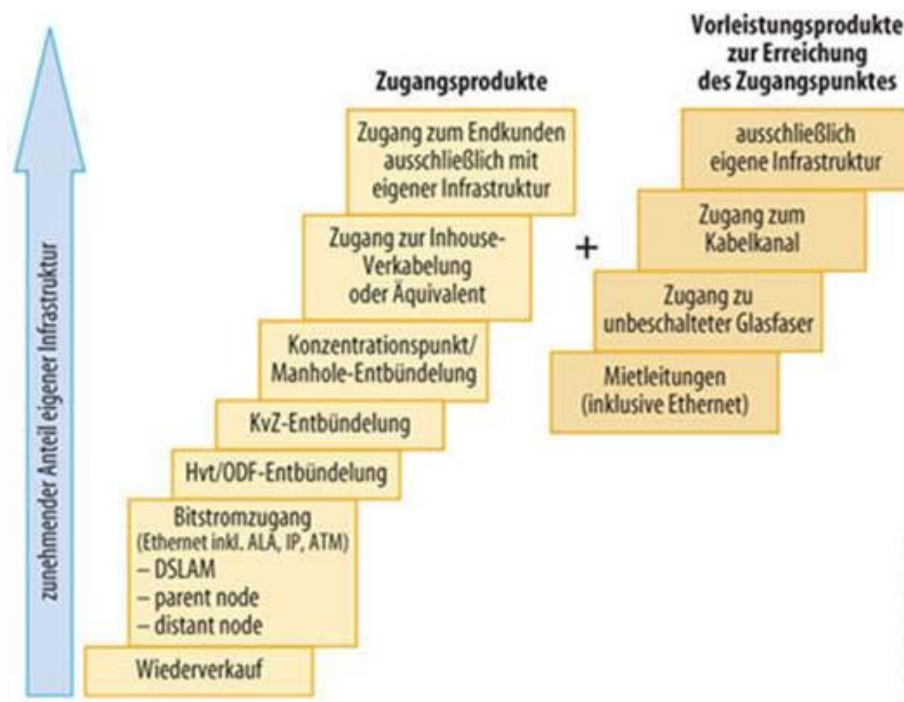 zunehmender Anteil eigener Infrastruktur
Zugangsprodukte
Zugang zum Endkunden
ausschließlich mit
eigener Infrastruktur
Zugang zur Inhouse-
Verkabelung
oder Äquivalent
Konzentrationspunkt/
Manhole-Entbündelung
KvZ-Entbündelung
Hvt/ODF-Entbündelung
Bitstromzugang
(Ethernet inkl. ALA, IP, ATM)
– DSLAM
– parent node
– distant node
Wiederverkauf
+
Vorleistungsprodukte
zur Erreichung
des Zugangspunktes
ausschließlich
eigene Infrastruktur
Zugang zum
Kabelkanal
Zugang zu
unbeschalteter Glasfaser
Mietleitungen
(inklusive Ethernet)